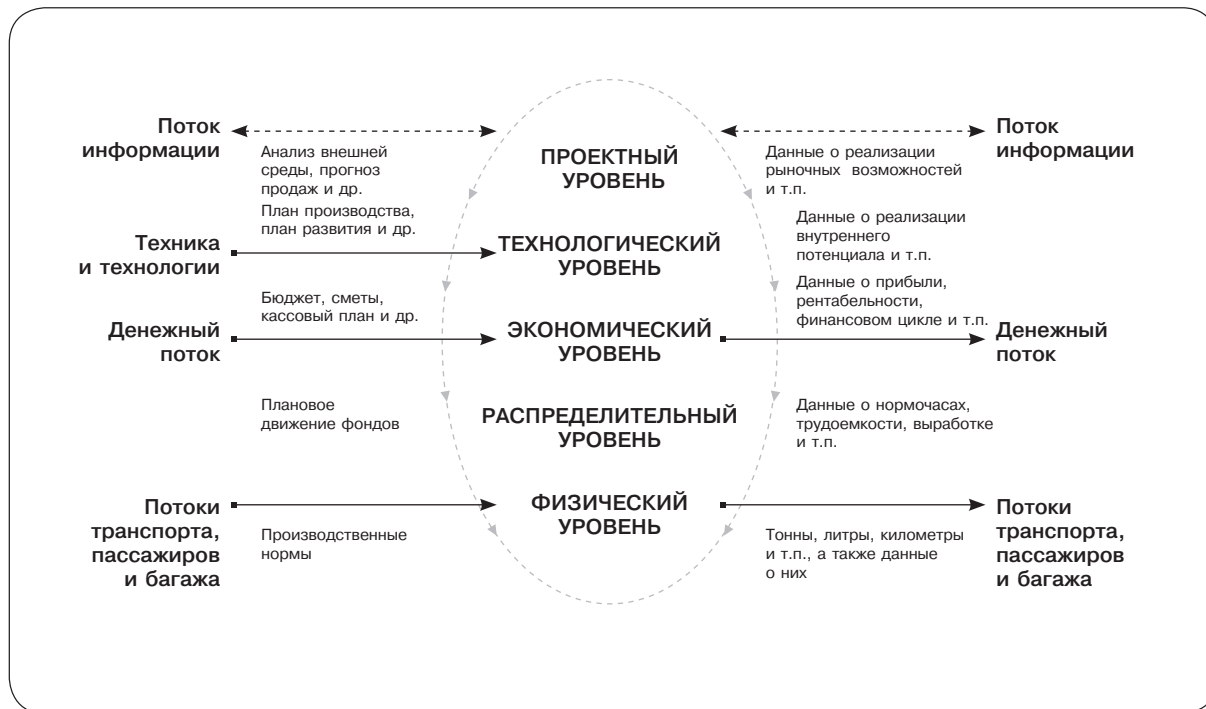 Поток
информации
Анализ внешней
среды, прогноз
продаж и др.
ПРОЕКТНЫЙ
УРОВЕНЬ
Данные о реализации
рыночных возможностей
и т.п.
Поток
информации
План производства,
план развития и др.
Техника
и технологии
ТЕХНОЛОГИЧЕСКИЙ
УРОВЕНЬ
Данные о реализации
внутреннего
потенциала и т.п.
Бюджет, сметы,
кассовый план и др.
Денежный
поток
ЭКОНОМИЧЕСКИЙ
УРОВЕНЬ
Данные о прибыли,
рентабельности,
финансовом цикле и т.п.
Денежный
поток
Плановое
движение фондов
РАСПРЕДЕЛИТЕЛЬНЫЙ
УРОВЕНЬ
Данные о нормочасах,
трудоемкости, выработке
и т.п.
Потоки
транспорта,
пассажиров
и багажа
Производственные
нормы
ФИЗИЧЕСКИЙ
УРОВЕНЬ
Тонны, литры, километры
и т.п., а также данные
о них
Потоки
транспорта,
пассажиров
и багажа